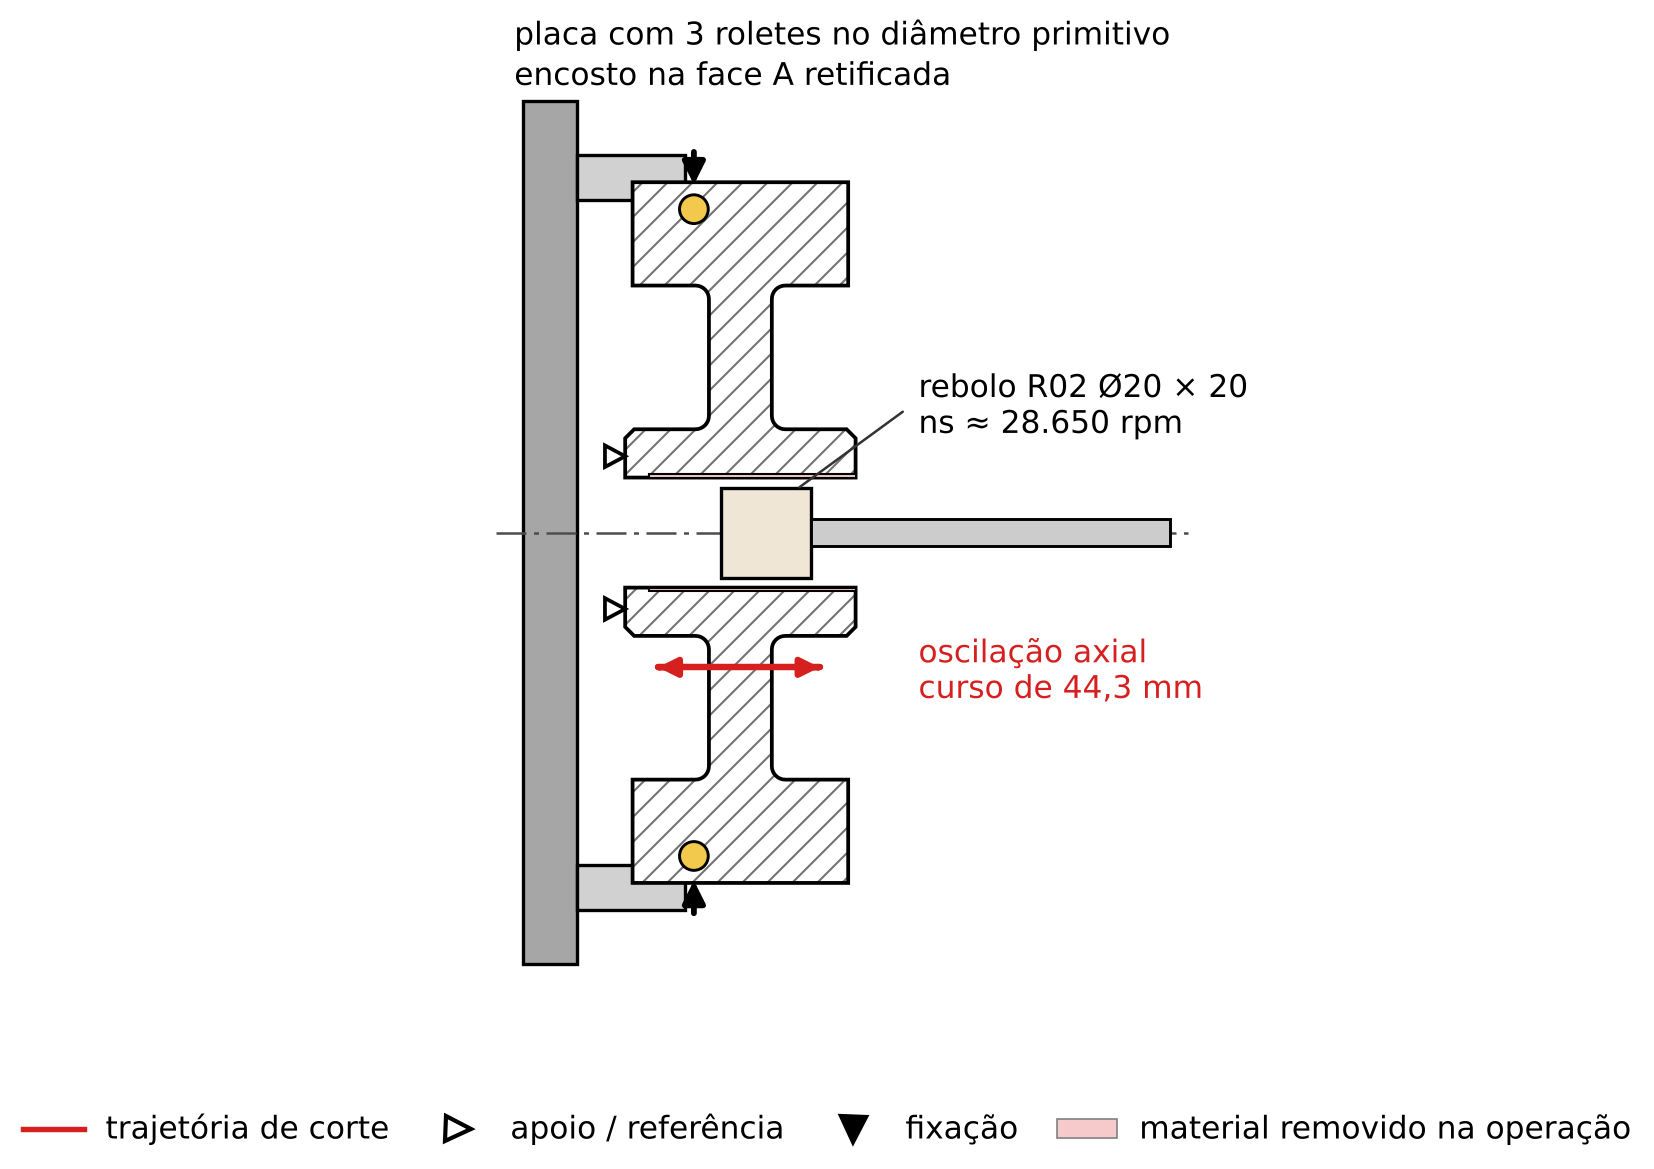 placa com 3 roletes no diâmetro primitivo
encosto na face A retificada
rebolo R02 Ø20 × 20
ns ≈ 28.650 rpm
oscilação axial
curso de 44,3 mm
trajetória de corte
apoio / referência
fixação
material removido na operação